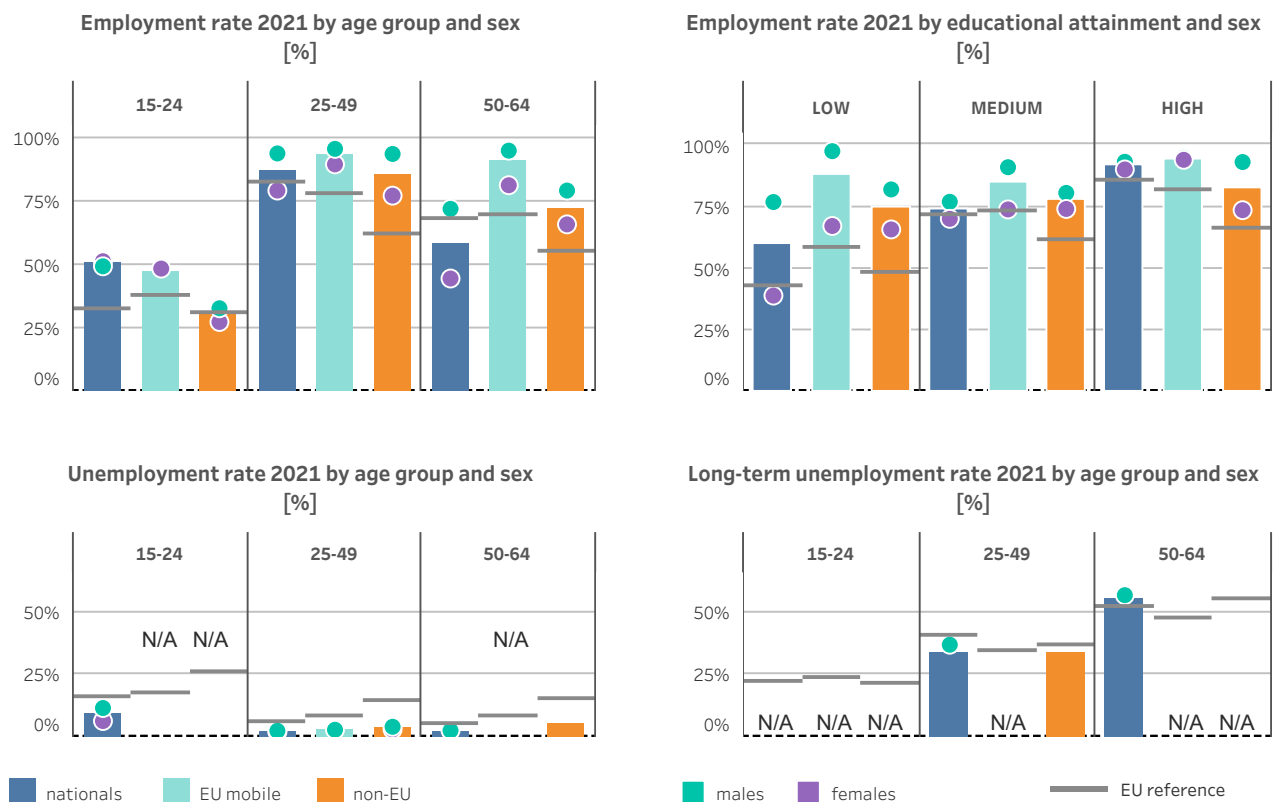 Employment rate 2021 by age group and sex
[%]
15-24
25-49
50-64
100%
75%
50%
25%
0%
Employment rate 2021 by educational attainment and sex
[%]
LOW
MEDIUM
HIGH
100%
75%
50%
25%
0%
Unemployment rate 2021 by age group and sex
[%]
15-24
25-49
50-64
50%
N/A
N/A
N/A
25%
0%
Long-term unemployment rate 2021 by age group and sex
[%]
15-24
25-49
50-64
50%
25%
0%
N/A
N/A
N/A
N/A
N/A
N/A
nationals
EU mobile
non-EU
males
females
EU reference